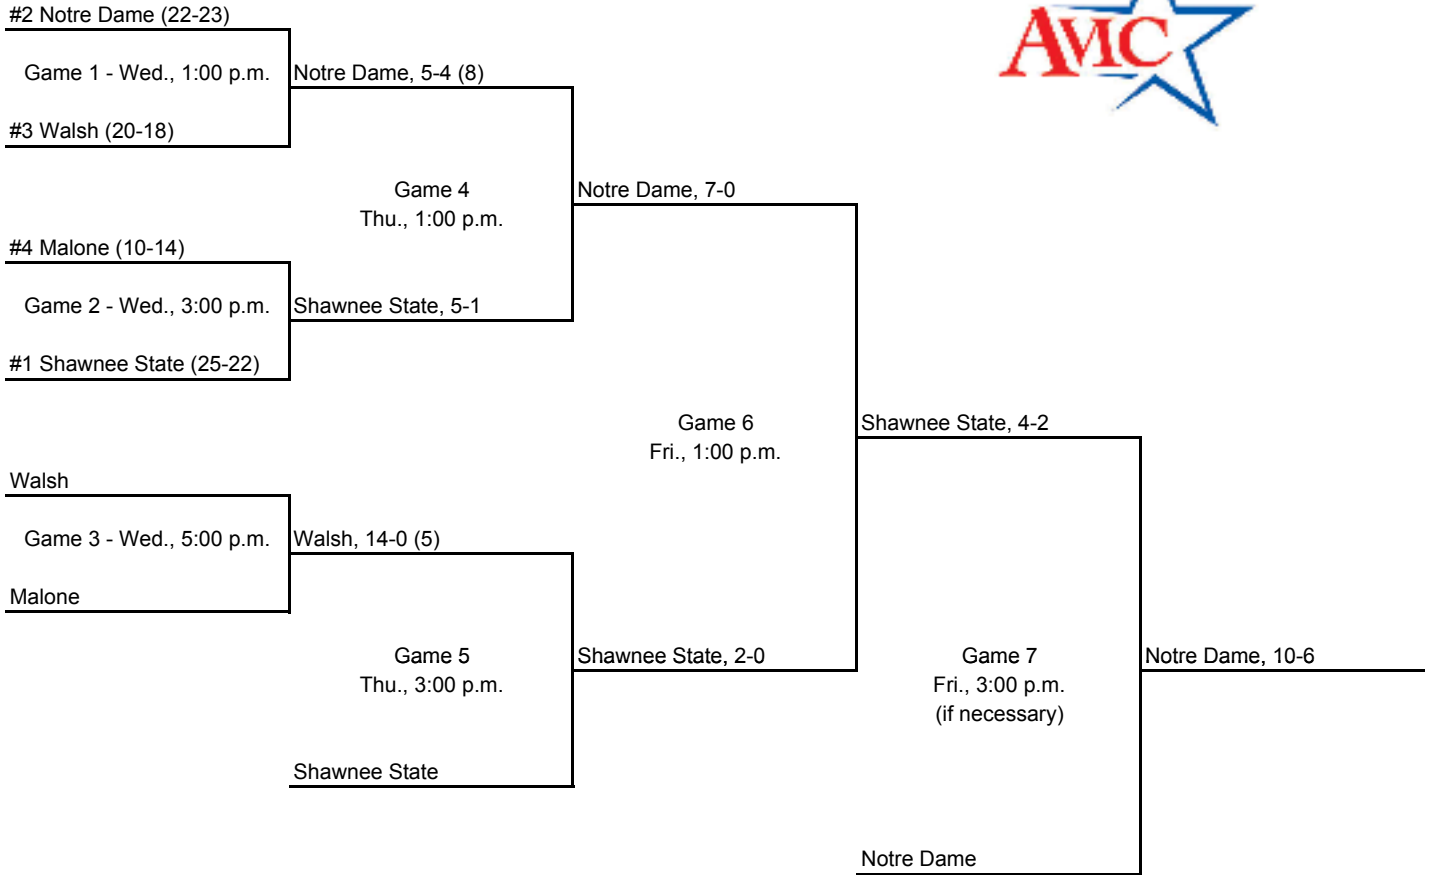 #2 Notre Dame (22-23)
AMC
Game 1 - Wed., 1:00 p.m.
Notre Dame, 5-4 (8)
#3 Walsh (20-18)
Game 4
Thu., 1:00 p.m.
Notre Dame, 7-0
#4 Malone (10-14)
Game 2 - Wed., 3:00 p.m.
Shawnee State, 5-1
#1 Shawnee State (25-22)
Game 6
Fri., 1:00 p.m.
Shawnee State, 4-2
Walsh
Game 3 - Wed., 5:00 p.m.
Walsh, 14-0 (5)
Malone
Game 5
Thu., 3:00 p.m.
Shawnee State, 2-0
Game 7
Fri., 3:00 p.m.
(if necessary)
Notre Dame, 10-6
Shawnee State
Notre Dame